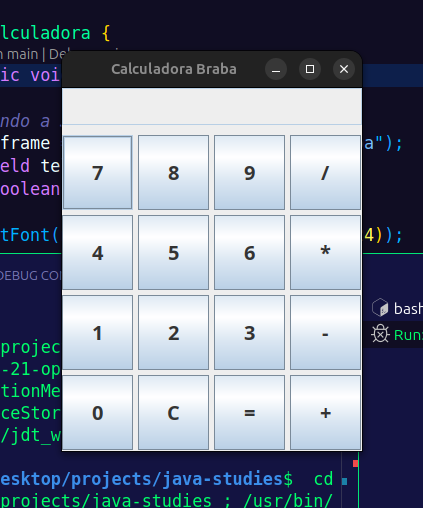 lculadora {
n main | De
Calculadora Braba
ic voi
ndo a
frame
a");
eld te
oolean
tFont(
4));
7 8 9 /
4 5 6 *
1 2 3 -
0 C = +
DEBUG CO
bash
Run:
projec
-21-op
tionMe
ceStor
/jdt_w
esktop/projects/java-studies$ cd
projects/java-studies ; /usr/bin/